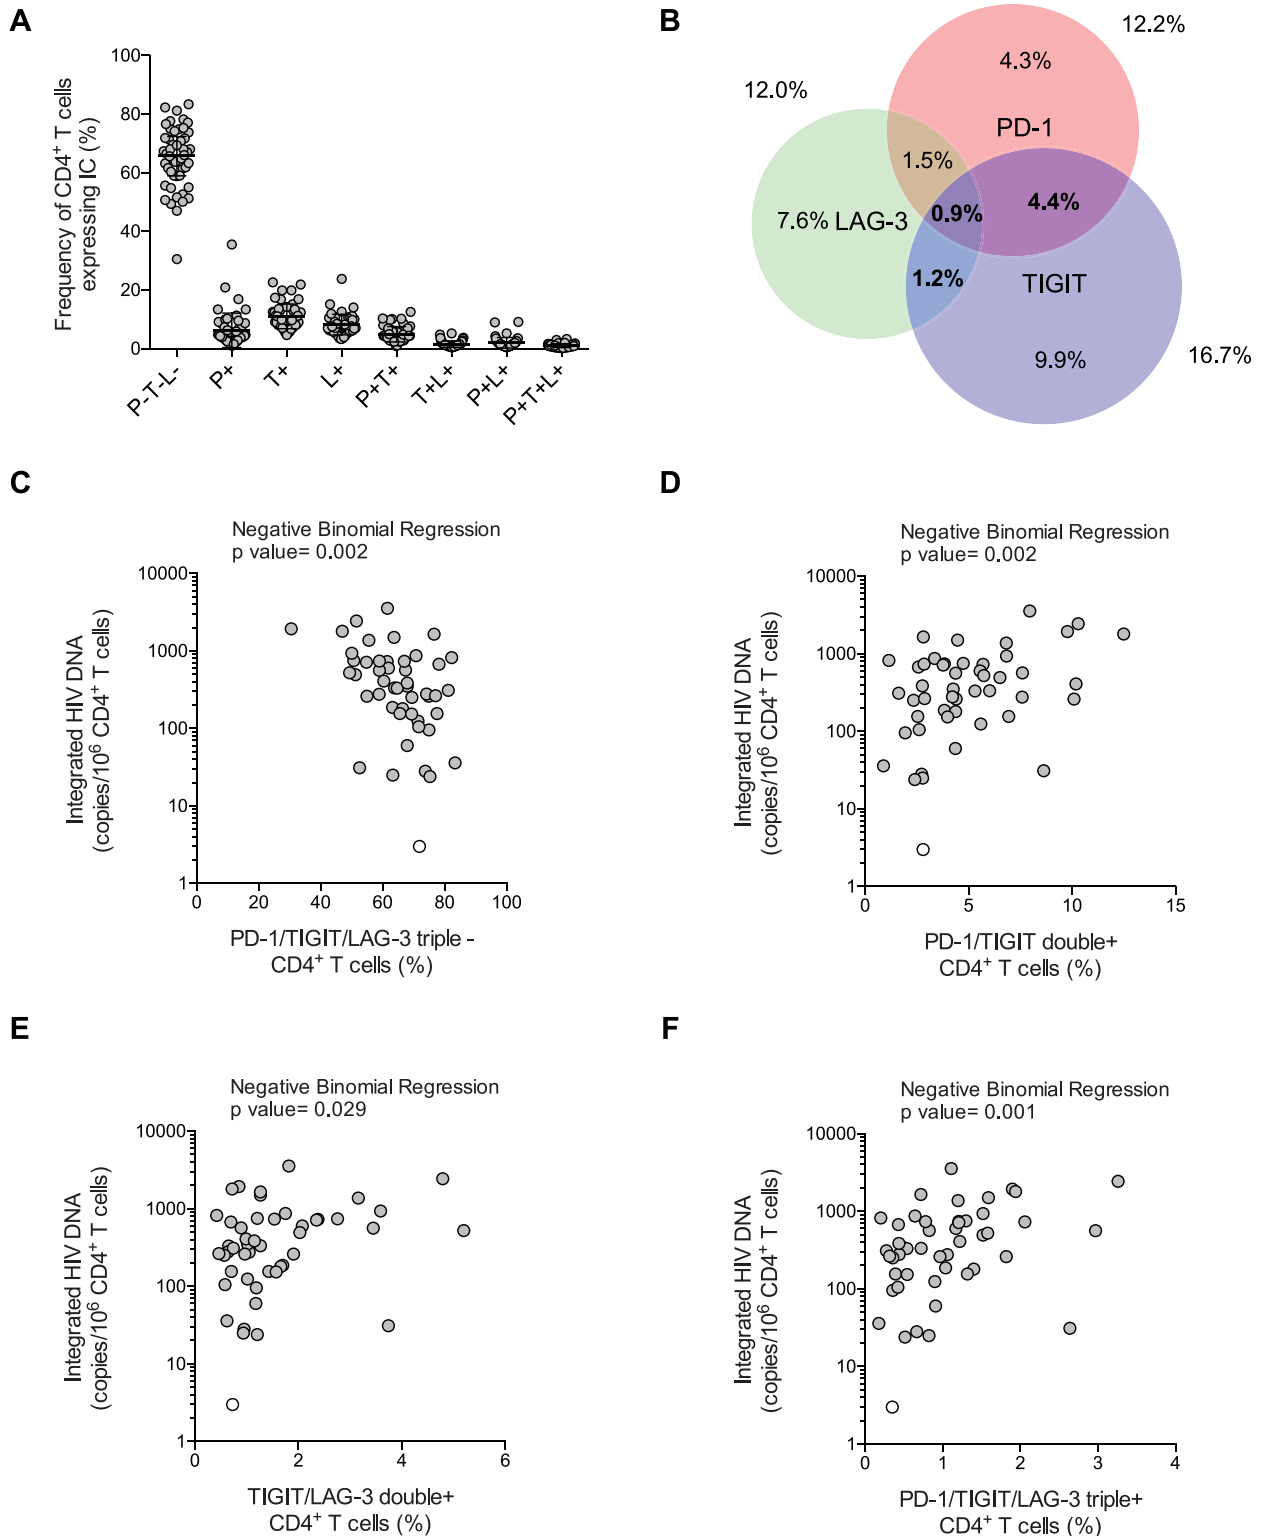 A
Frequency of CD4⁺ T cells
expressing IC (%)
100
80
60
40
20
0
P-T-L-
P+
T+
L+
P+T+
T+L+
P+L+
P+T+L+
B
12.2%
4.3%
12.0%
PD-1
1.5%
0.9%
4.4%
7.6% LAG-3
1.2%
TIGIT
9.9%
16.7%
C
Negative Binomial Regression
p value= 0.002
Integrated HIV DNA
(copies/10⁶ CD4⁺ T cells)
10000
1000
100
10
1
0 20 40 60 80 100
PD-1/TIGIT/LAG-3 triple -
CD4⁺ T cells (%)
D
Negative Binomial Regression
p value= 0.002
Integrated HIV DNA
(copies/10⁶ CD4⁺ T cells)
10000
1000
100
10
1
0 5 10 15
PD-1/TIGIT double+
CD4⁺ T cells (%)
E
Negative Binomial Regression
p value= 0.029
Integrated HIV DNA
(copies/10⁶ CD4⁺ T cells)
10000
1000
100
10
1
0 2 4 6
TIGIT/LAG-3 double+
CD4⁺ T cells (%)
F
Negative Binomial Regression
p value= 0.001
Integrated HIV DNA
(copies/10⁶ CD4⁺ T cells)
10000
1000
100
10
1
0 1 2 3 4
PD-1/TIGIT/LAG-3 triple+
CD4⁺ T cells (%)